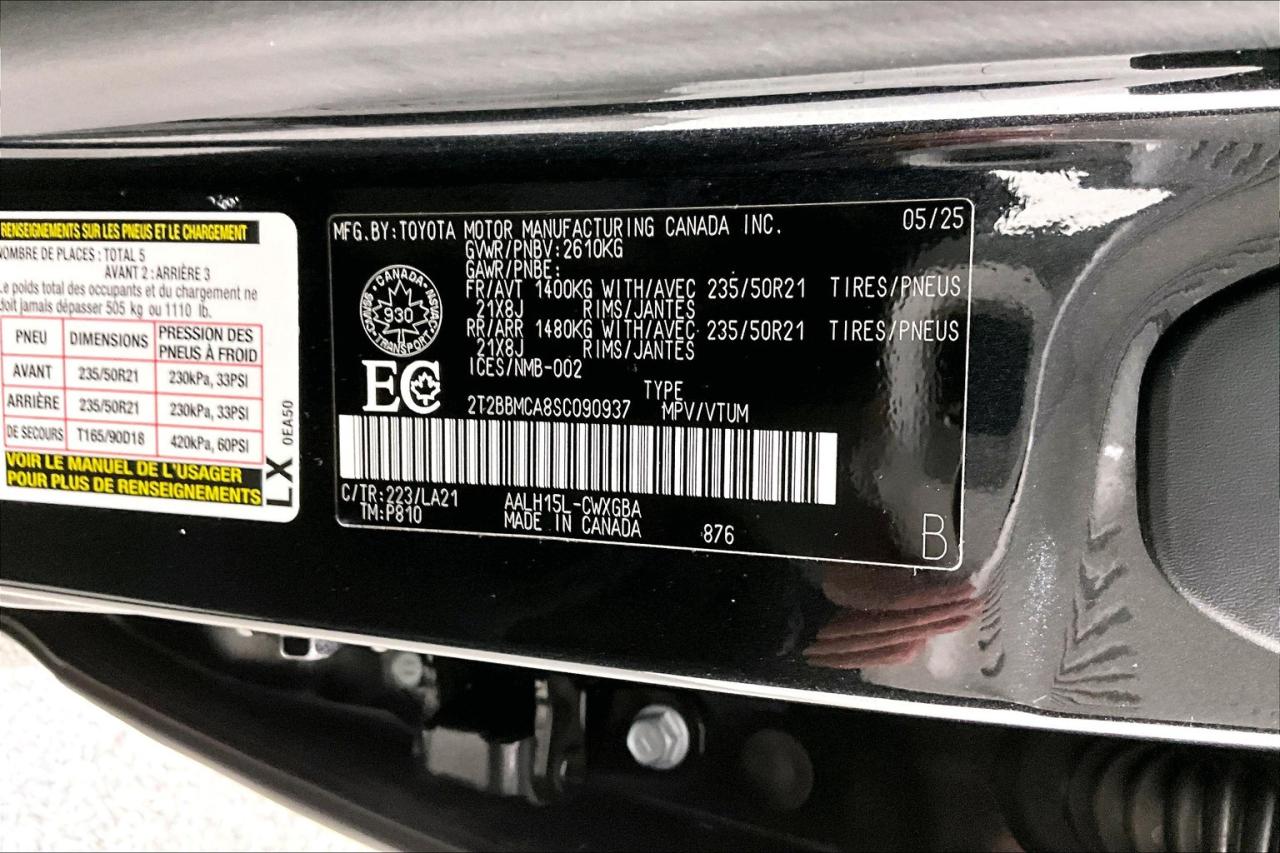 RENSEIGNEMENTS SUR LES PNEUS ET LE CHARGEMENT
NOMBRE DE PLACES : TOTAL 5
AVANT 2 : ARRIÈRE 3
Le poids total des occupants et du chargement ne
doit jamais dépasser 505 kg ou 1110 lb.
PNEU DIMENSIONS PRESSION DES PNEUS À FROID
AVANT 235/50R21 230kPa, 33PSI
ARRIÈRE 235/50R21 230kPa, 33PSI
DE SECOURS T165/90D18 420kPa, 60PSI
VOIR LE MANUEL DE L'USAGER
POUR PLUS DE RENSEIGNEMENTS
LX 0EA50
MFG.BY:TOYOTA MOTOR MANUFACTURING CANADA INC. 05/25
GVWR/PNBV:2610KG
GAWR/PNBE:
FR/AVT 1400KG WITH/AVEC 235/50R21 TIRES/PNEUS
21X8J RIMS/JANTES
RR/ARR 1480KG WITH/AVEC 235/50R21 TIRES/PNEUS
21X8J RIMS/JANTES
ICES/NMB-002
CANADA
930
TRANSPORT
EC
TYPE
2T2BBMCA8SC090937 MPV/VTUM
C/TR:223/LA21 AALH15L-CWXGBA
TM:P810 MADE IN CANADA 876
B